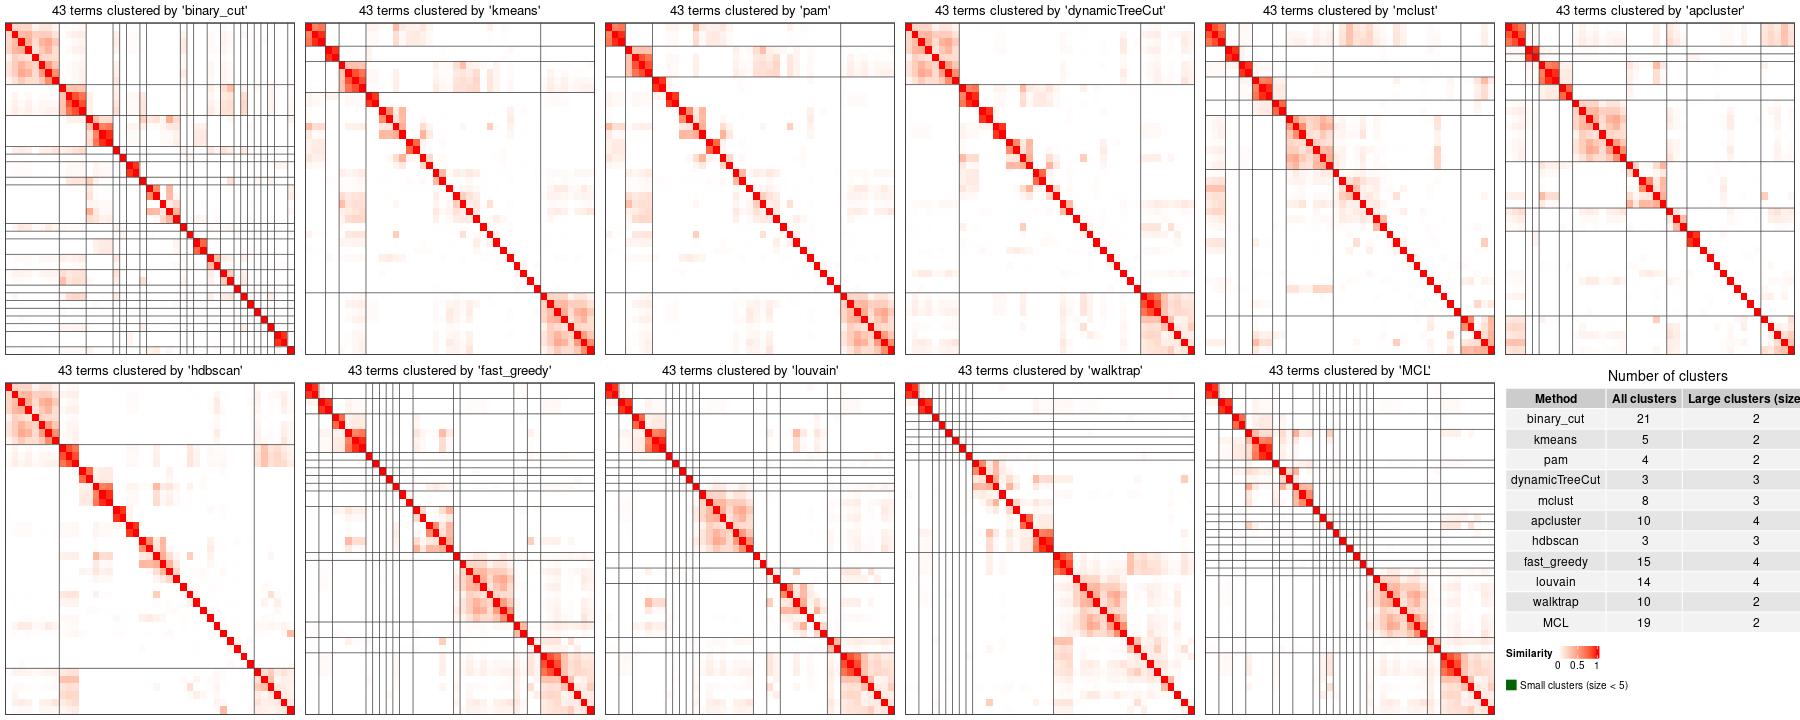 43 terms clustered by 'binary_cut'
43 terms clustered by 'kmeans'
43 terms clustered by 'pam'
43 terms clustered by 'dynamicTreeCut'
43 terms clustered by 'mclust'
43 terms clustered by 'apcluster'
43 terms clustered by 'hdbscan'
43 terms clustered by 'fast_greedy'
43 terms clustered by 'louvain'
43 terms clustered by 'walktrap'
43 terms clustered by 'MCL'
Number of clusters
Method All clusters Large clusters (size
binary_cut 21 2
kmeans 5 2
pam 4 2
dynamicTreeCut 3 3
mclust 8 3
apcluster 10 4
hdbscan 3 3
fast_greedy 15 4
louvain 14 4
walktrap 10 2
MCL 19 2
Similarity
0 0.5 1
Small clusters (size < 5)